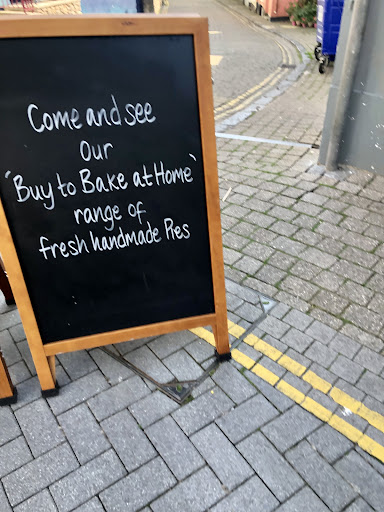 Come and see
Our
'Buy to Bake at Home'
range of
fresh handmade Pies